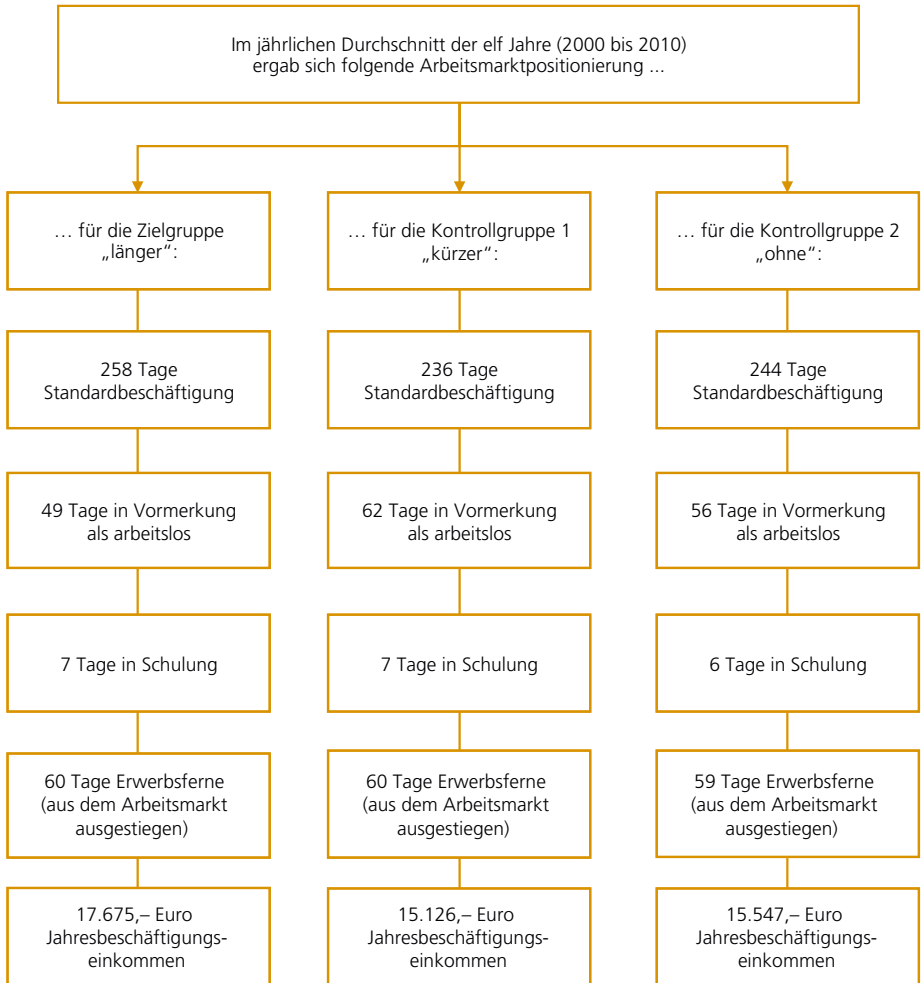 Im jährlichen Durchschnitt der elf Jahre (2000 bis 2010)
ergab sich folgende Arbeitsmarktpositionierung ...
… für die Zielgruppe
„länger“:
258 Tage
Standardbeschäftigung
49 Tage in Vormerkung
als arbeitslos
7 Tage in Schulung
60 Tage Erwerbsferne
(aus dem Arbeitsmarkt
ausgestiegen)
17.675,– Euro
Jahresbeschäftigungs-
einkommen
… für die Kontrollgruppe 1
„kürzer“:
236 Tage
Standardbeschäftigung
62 Tage in Vormerkung
als arbeitslos
7 Tage in Schulung
60 Tage Erwerbsferne
(aus dem Arbeitsmarkt
ausgestiegen)
15.126,– Euro
Jahresbeschäftigungs-
einkommen
… für die Kontrollgruppe 2
„ohne“:
244 Tage
Standardbeschäftigung
56 Tage in Vormerkung
als arbeitslos
6 Tage in Schulung
59 Tage Erwerbsferne
(aus dem Arbeitsmarkt
ausgestiegen)
15.547,– Euro
Jahresbeschäftigungs-
einkommen